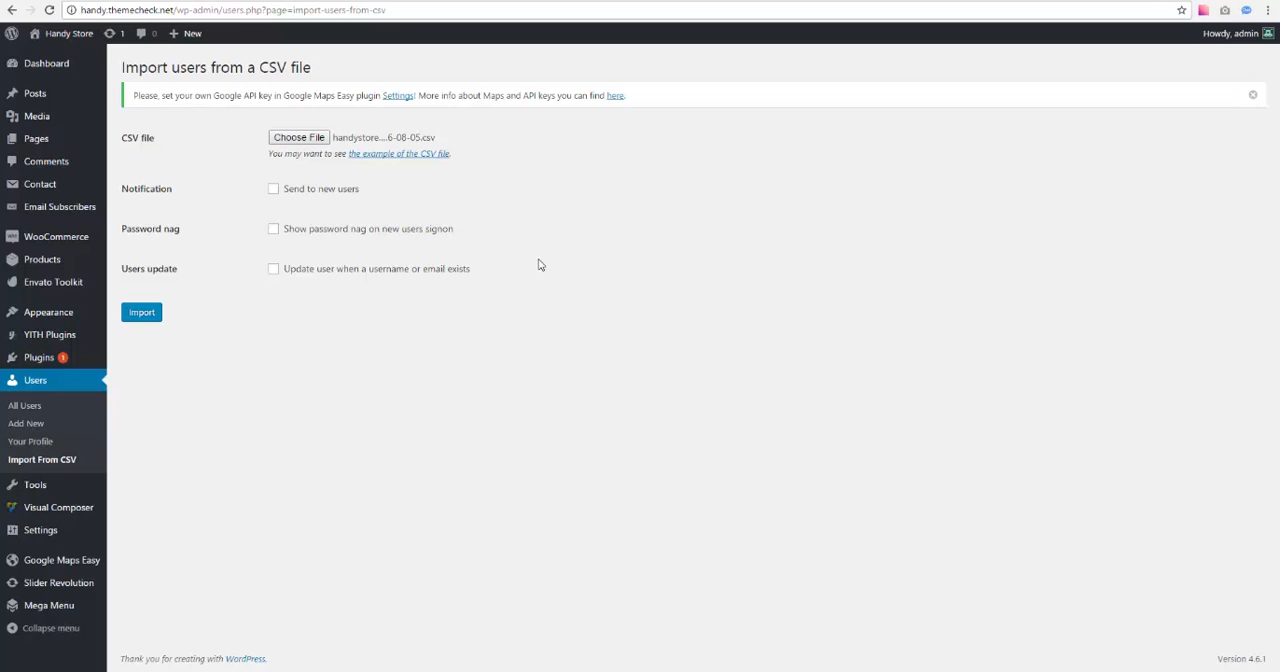 handy.themecheck.net/wp-admin/users.php?page=import-users-from-csv
Handy Store 1 0 New Howdy, admin
Dashboard
Posts
Media
Pages
Comments
Contact
Email Subscribers
WooCommerce
Products
Envato Toolkit
Appearance
YITH Plugins
Plugins 1
Users
All Users
Add New
Your Profile
Import From CSV
Tools
Visual Composer
Settings
Google Maps Easy
Slider Revolution
Mega Menu
Collapse menu
Import users from a CSV file
Please, set your own Google API key in Google Maps Easy plugin Settings! More info about Maps and API keys you can find here.
CSV file Choose File handystore....6-08-05.csv
You may want to see the example of the CSV file.
Notification Send to new users
Password nag Show password nag on new users signon
Users update Update user when a username or email exists
Import
Thank you for creating with WordPress. Version 4.6.1